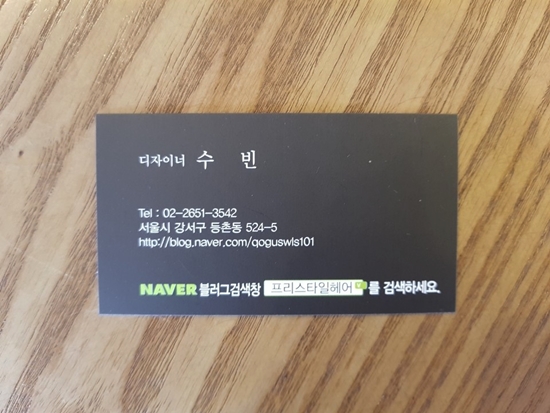 디자이너 수 빈
Tel : 02-2651-3542
서울시 강서구 등촌동 524-5
http://blog.naver.com/qoguswls101
NAVER 블러그검색창 프리스타일헤어 를 검색하세요.